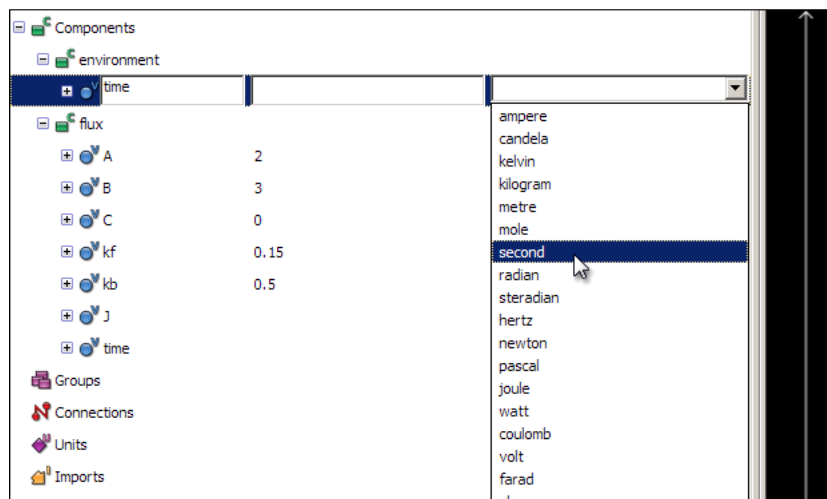 Components
environment
time
flux
A 2
B 3
C 0
kf 0.15
kb 0.5
J
time
Groups
Connections
Units
Imports
ampere
candela
kelvin
kilogram
metre
mole
second
radian
steradian
hertz
newton
pascal
joule
watt
coulomb
volt
farad